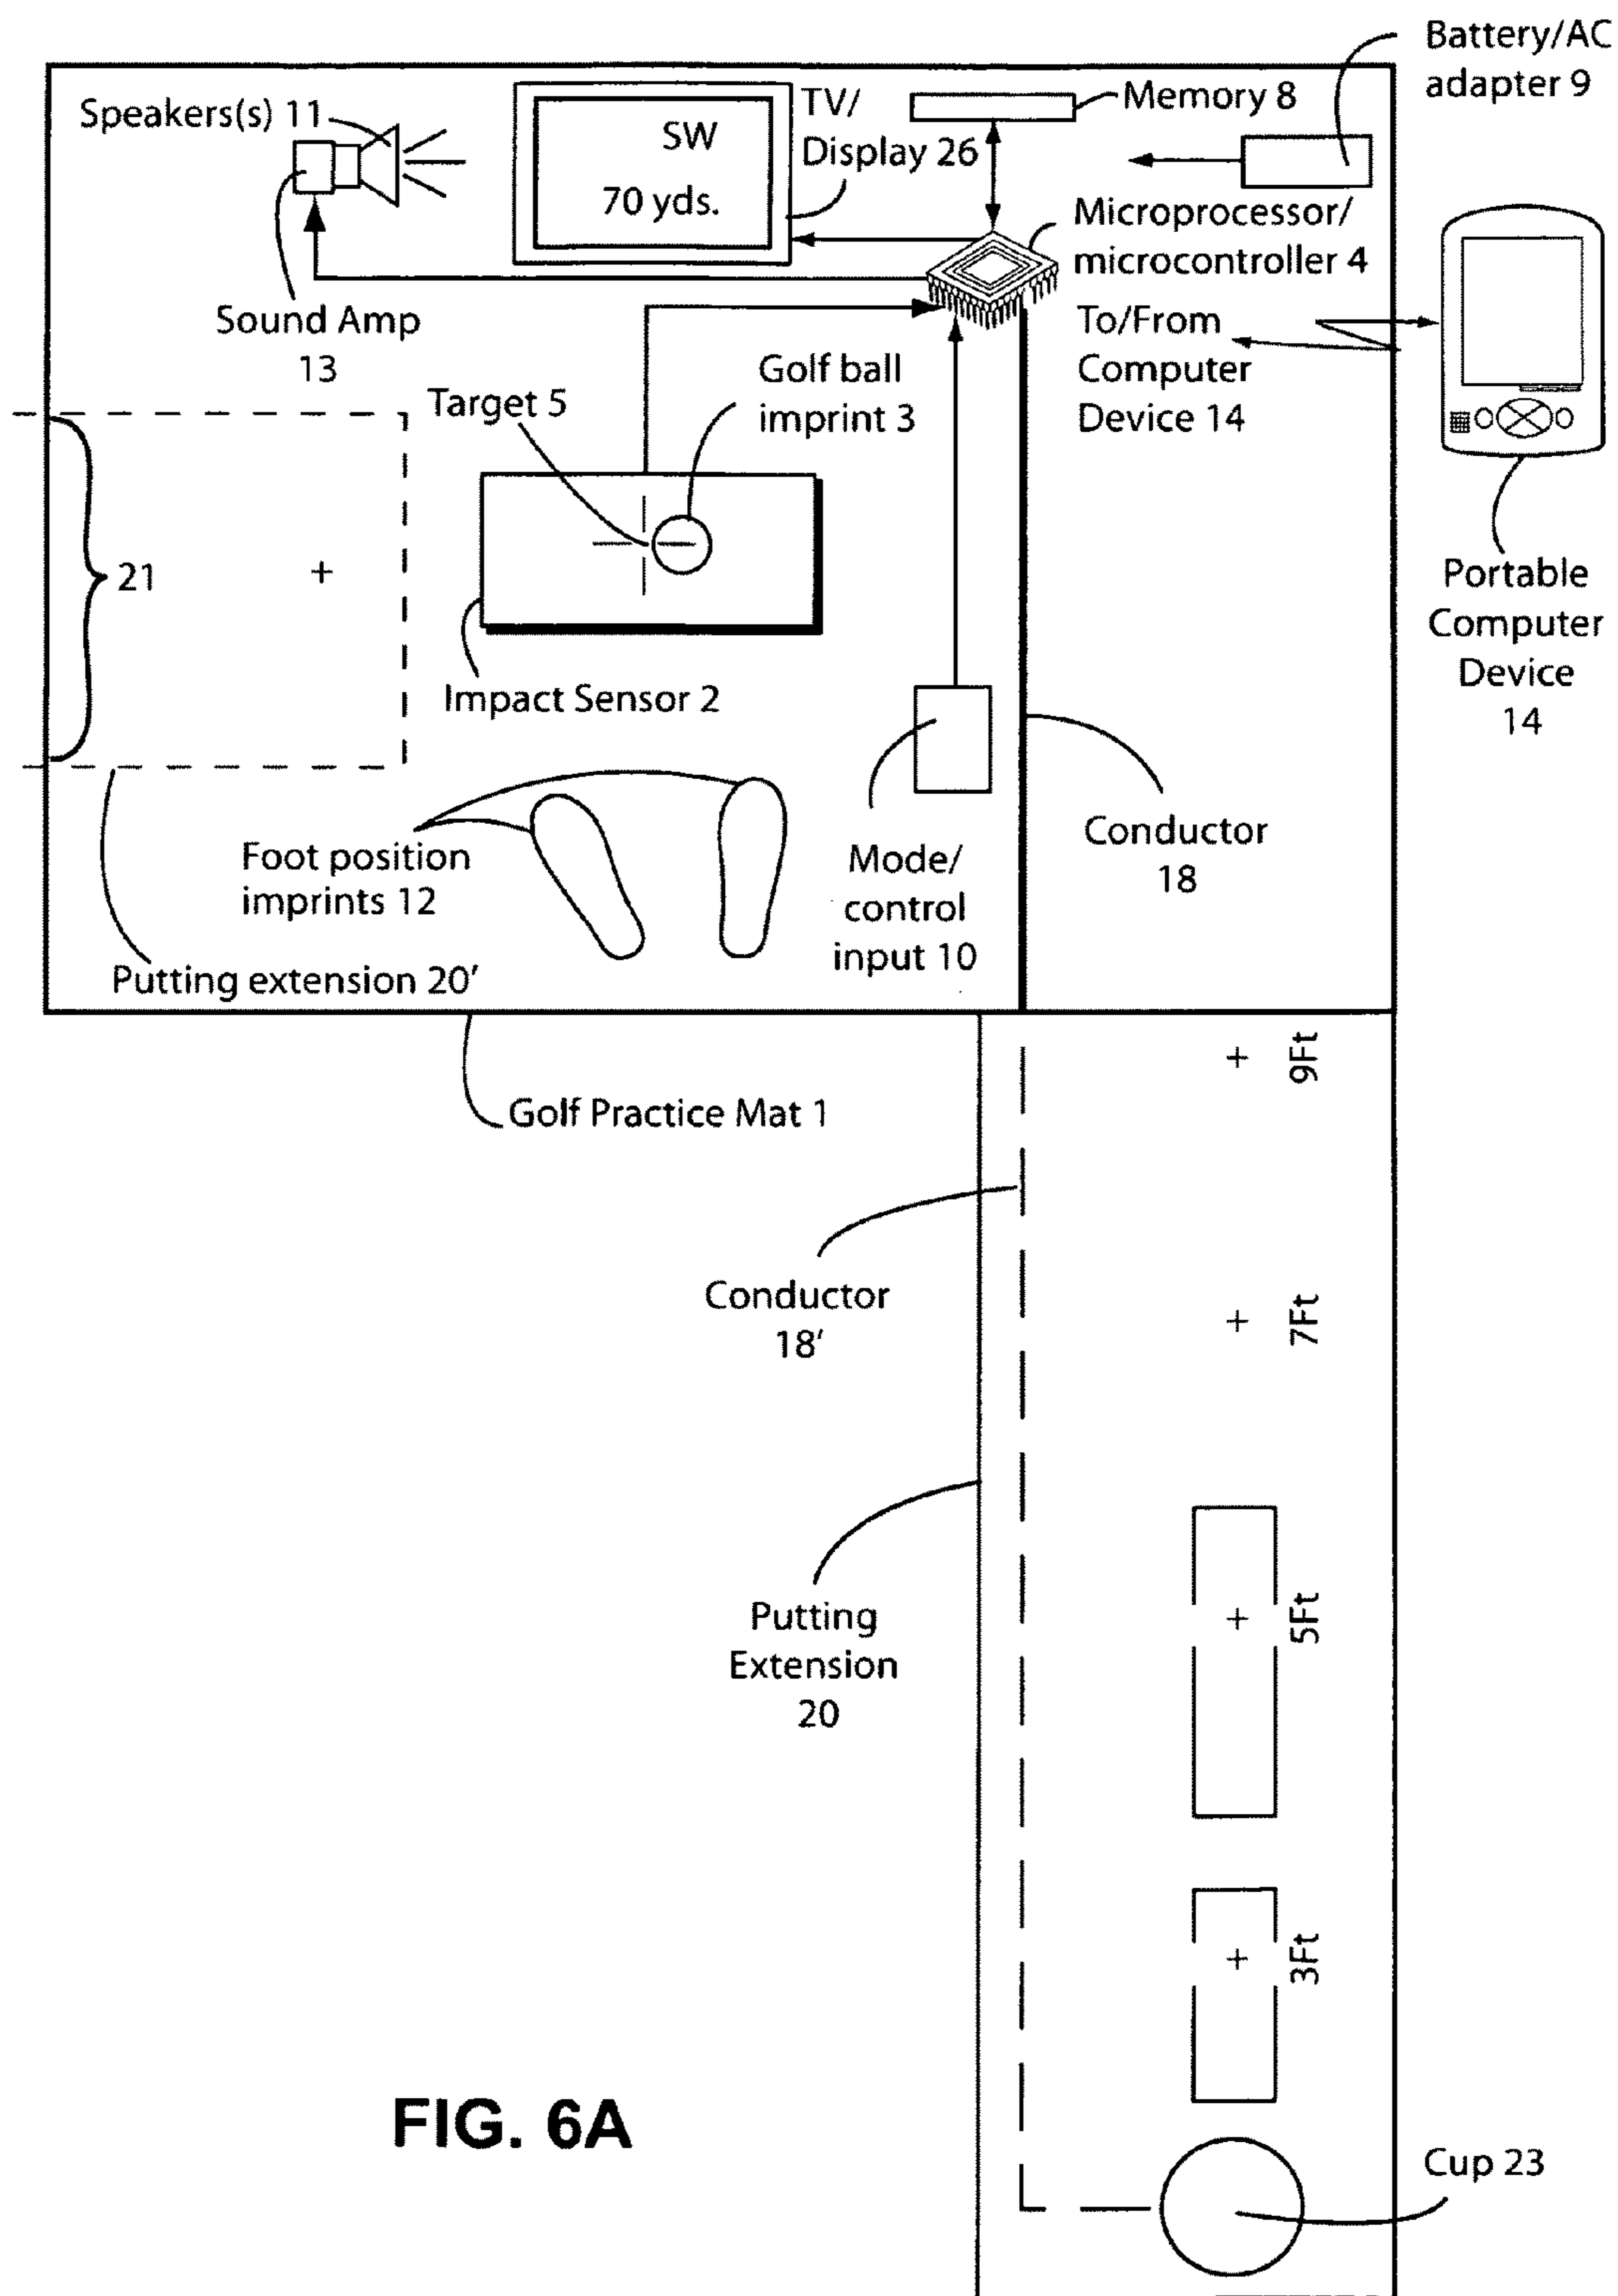 Battery/AC
adapter 9
Speakers(s) 11
SW
70 yds.
TV/
Display 26
Memory 8
Microprocessor/
microcontroller 4
Sound Amp
13
To/From
Computer
Device 14
Golf ball
imprint 3
Target 5
21
Impact Sensor 2
Portable
Computer
Device
14
Foot position
imprints 12
Mode/
control
input 10
Conductor
18
Putting extension 20'
Golf Practice Mat 1
9Ft
Conductor
18'
7Ft
Putting
Extension
20
5Ft
3Ft
FIG. 6A
Cup 23